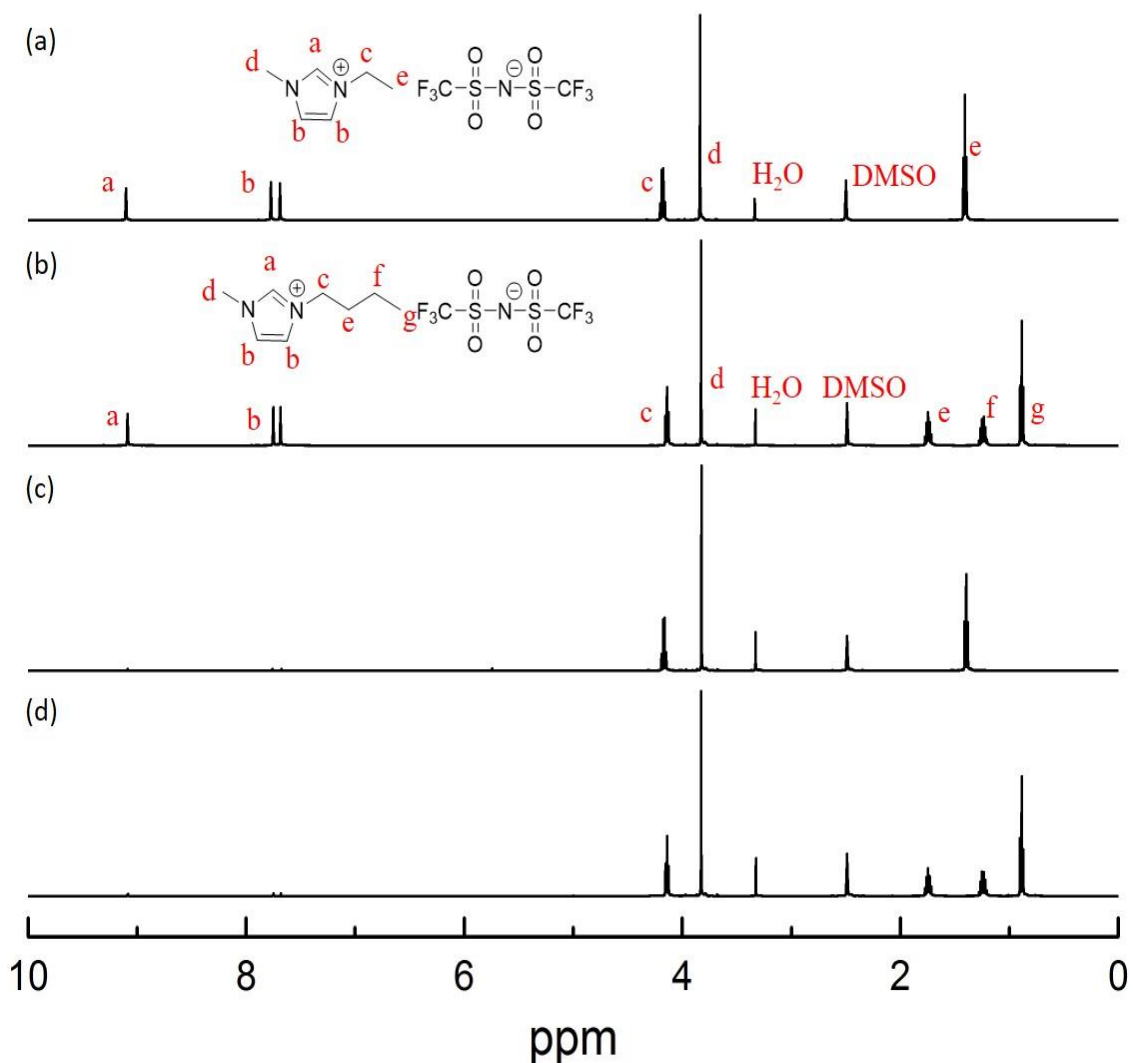 (a)
d a ⊕ c e
N N
b b
O O
F₃C-S-N-S-CF₃
⊖
O O
a b c d H₂O DMSO e
(b)
d a ⊕ c f
N N e g
b b
O O
F₃C-S-N-S-CF₃
⊖
O O
a b c d H₂O DMSO e f g
(c)
(d)
10 8 6 4 2 0
ppm